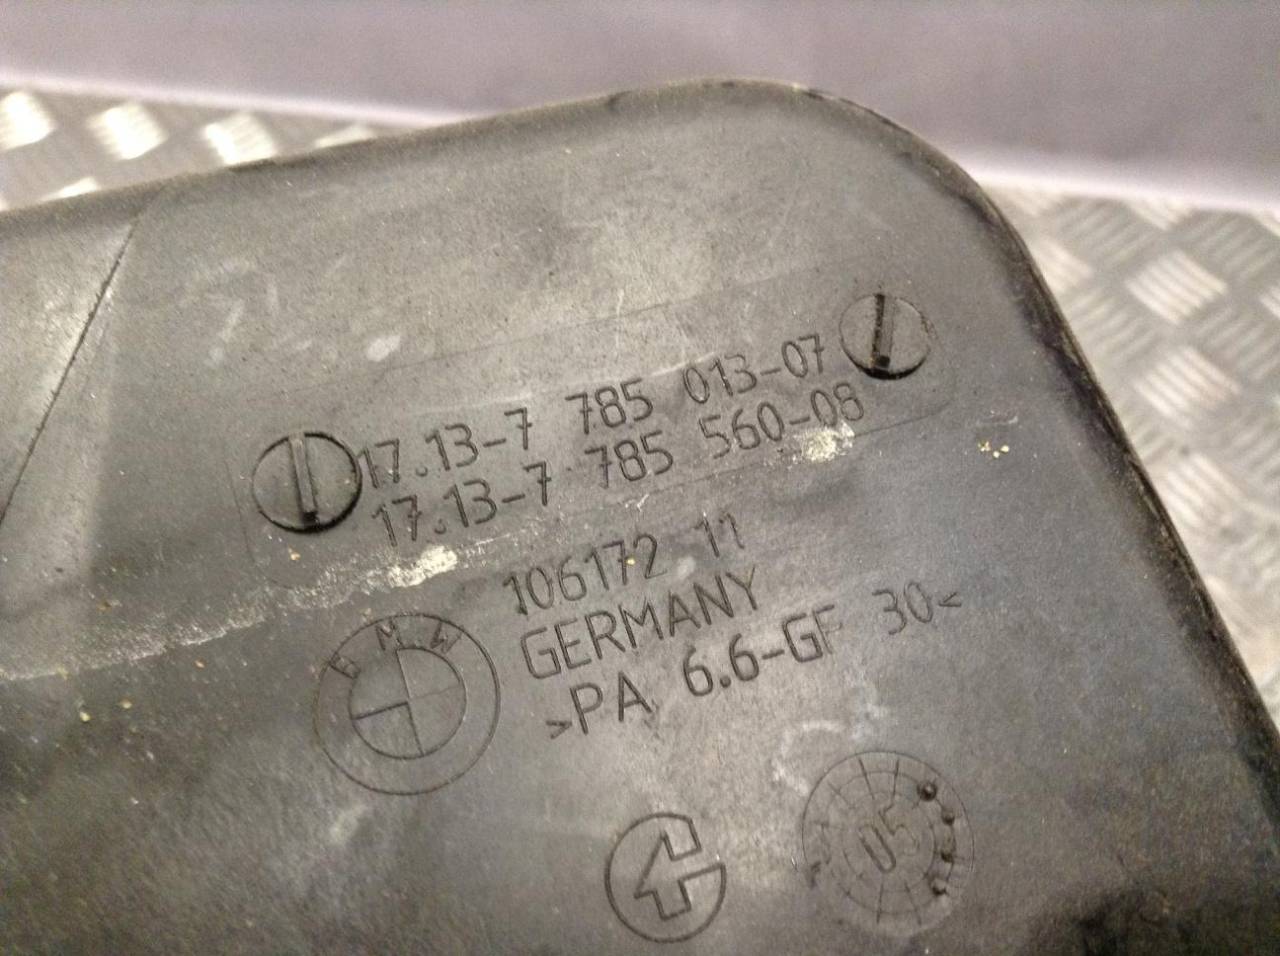 17.13-7 785 013-07
17.13-7 785 560-08
106172 11
GERMANY
>PA 6.6-GF 30<
BMW
05